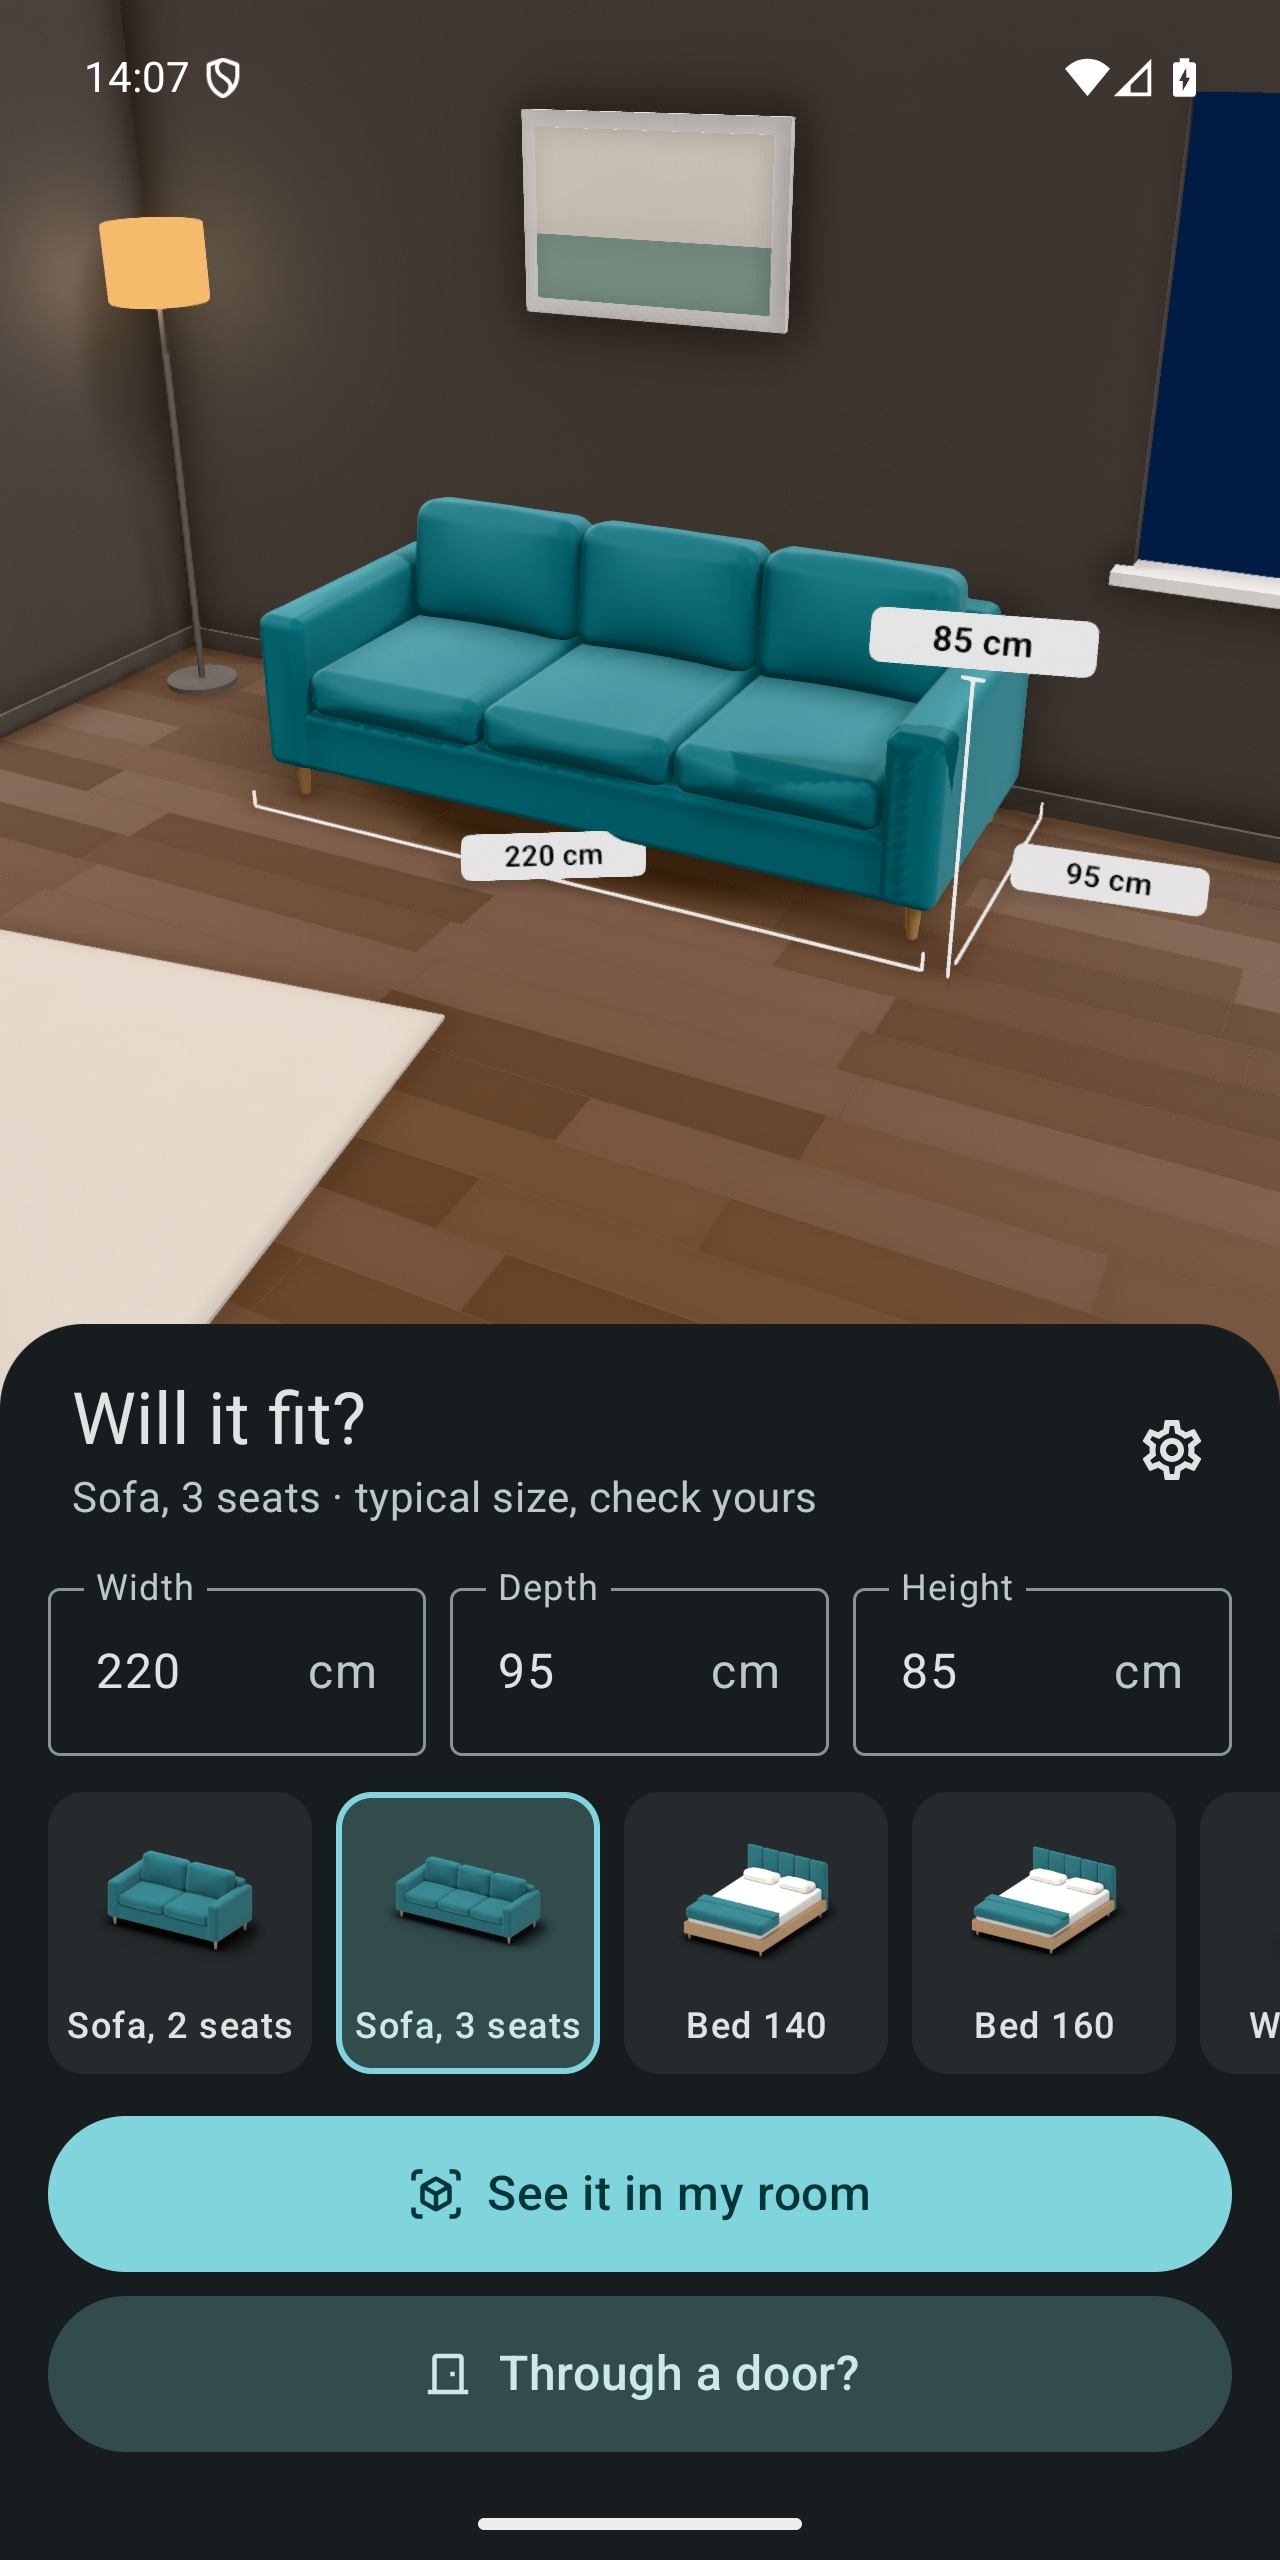 14:07
85 cm
220 cm
95 cm
Will it fit?
Sofa, 3 seats · typical size, check yours
Width
Depth
Height
220 cm
95 cm
85 cm
Sofa, 2 seats
Sofa, 3 seats
Bed 140
Bed 160
See it in my room
Through a door?